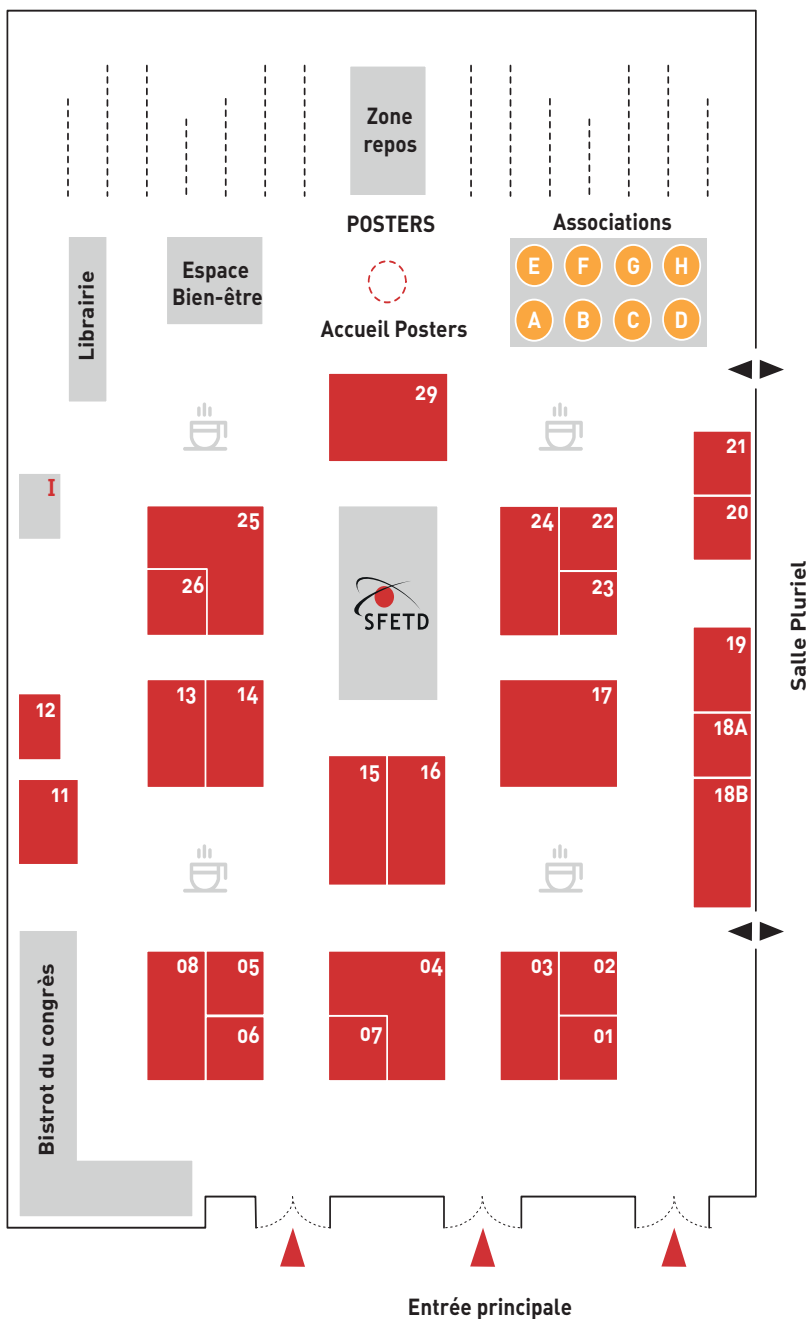 Zone
repos
POSTERS
Associations
E F G H
A B C D
Librairie
Espace
Bien-être
Accueil Posters
29
21
20
I
25
26
SFETD
24
22
23
Salle Pluriel
19
18A
18B
12
11
13
14
17
15
16
08
05
06
04
07
03
02
01
Bistrot du congrès
Entrée principale